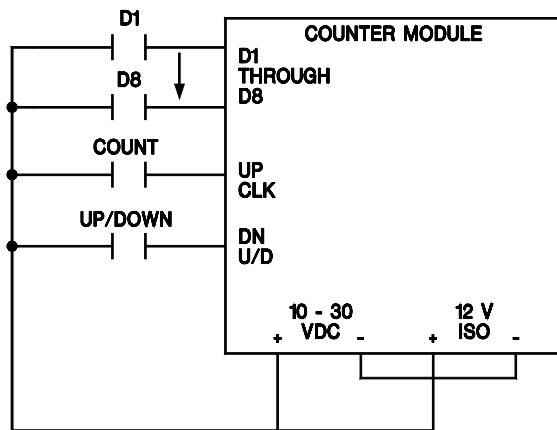 D1
COUNTER MODULE
D1
THROUGH
D8
D8
COUNT
UP
CLK
UP/DOWN
DN
U/D
10 - 30
VDC
+ -
12 V
ISO
+ -